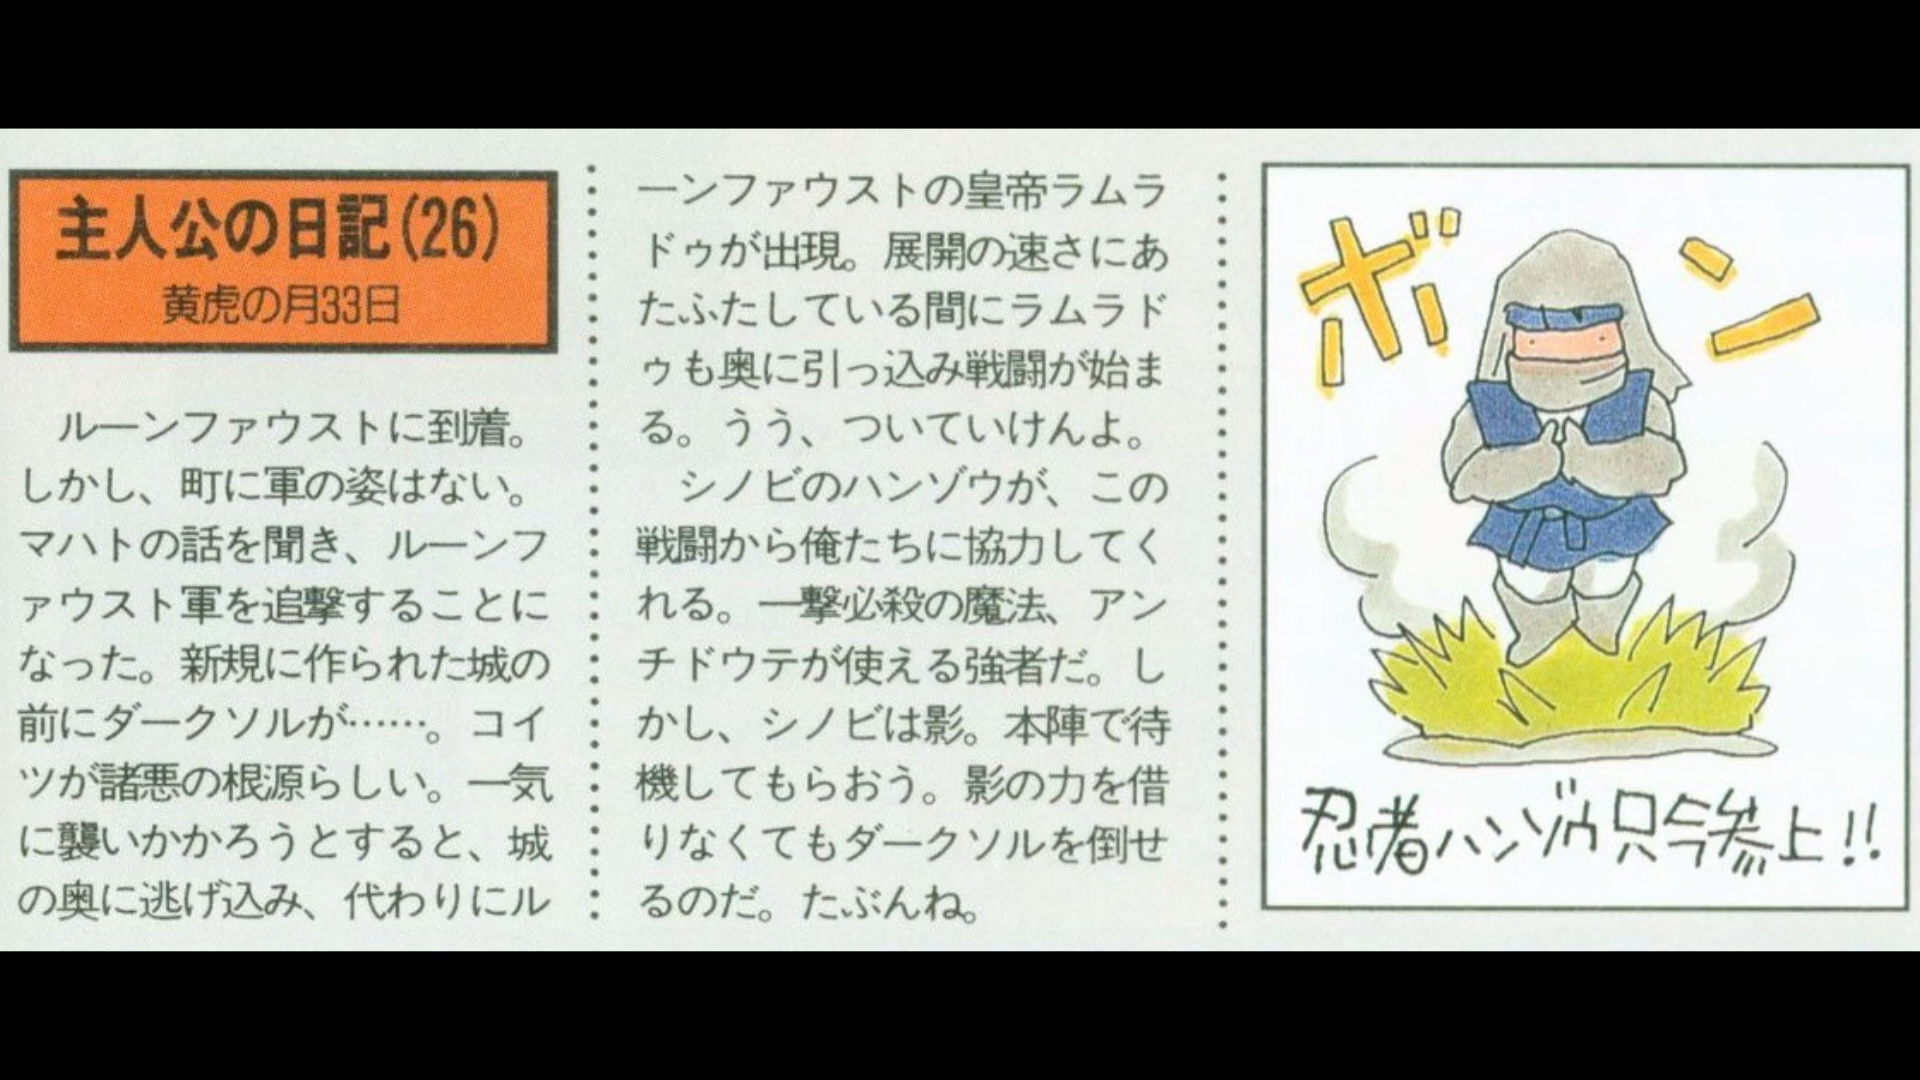 主人公の日記(26)
黄虎の月33日
ルーンファウストに到着。
しかし、町に軍の姿はない。
マハトの話を聞き、ルーンフ
ァウスト軍を追撃することに
なった。新規に作られた城の
前にダークソルが……。コイ
ツが諸悪の根源らしい。一気
に襲いかかろうとすると、城
の奥に逃げ込み、代わりにル
ーンファウストの皇帝ラムラ
ドゥが出現。展開の速さにあ
たふたしている間にラムラド
ゥも奥に引っ込み戦闘が始ま
る。うう、ついていけんよ。
シノビのハンゾウが、この
戦闘から俺たちに協力してく
れる。一撃必殺の魔法、アン
チドウテが使える強者だ。し
かし、シノビは影。本陣で待
機してもらおう。影の力を借
りなくてもダークソルを倒せ
るのだ。たぶんね。
ボン
忍者ハンゾウ只今参上!!